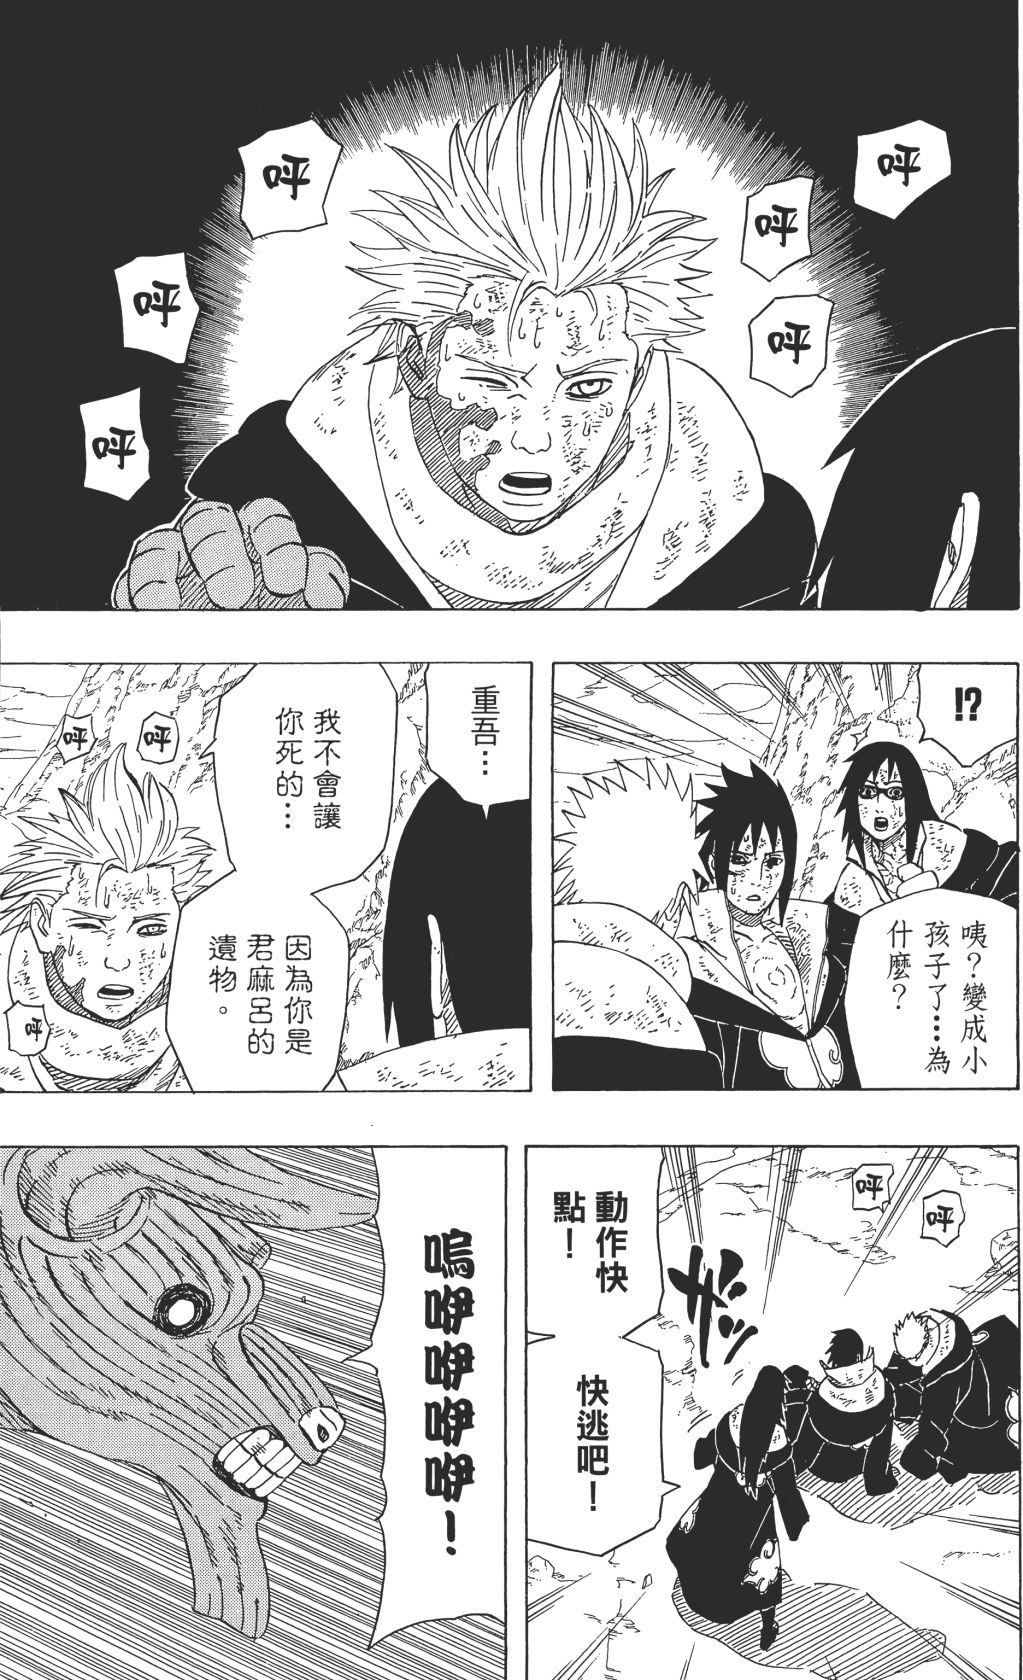 呼
呼
呼
呼
呼
呼
!?
咦？變成小
孩子了…為
什麼？
重吾…
我不會讓
你死的…
因為你是
君麻呂的
遺物。
呼
呼
呼
呼
呼
ザッ
動作快
點！
快逃吧！
嗚咿咿咿咿！